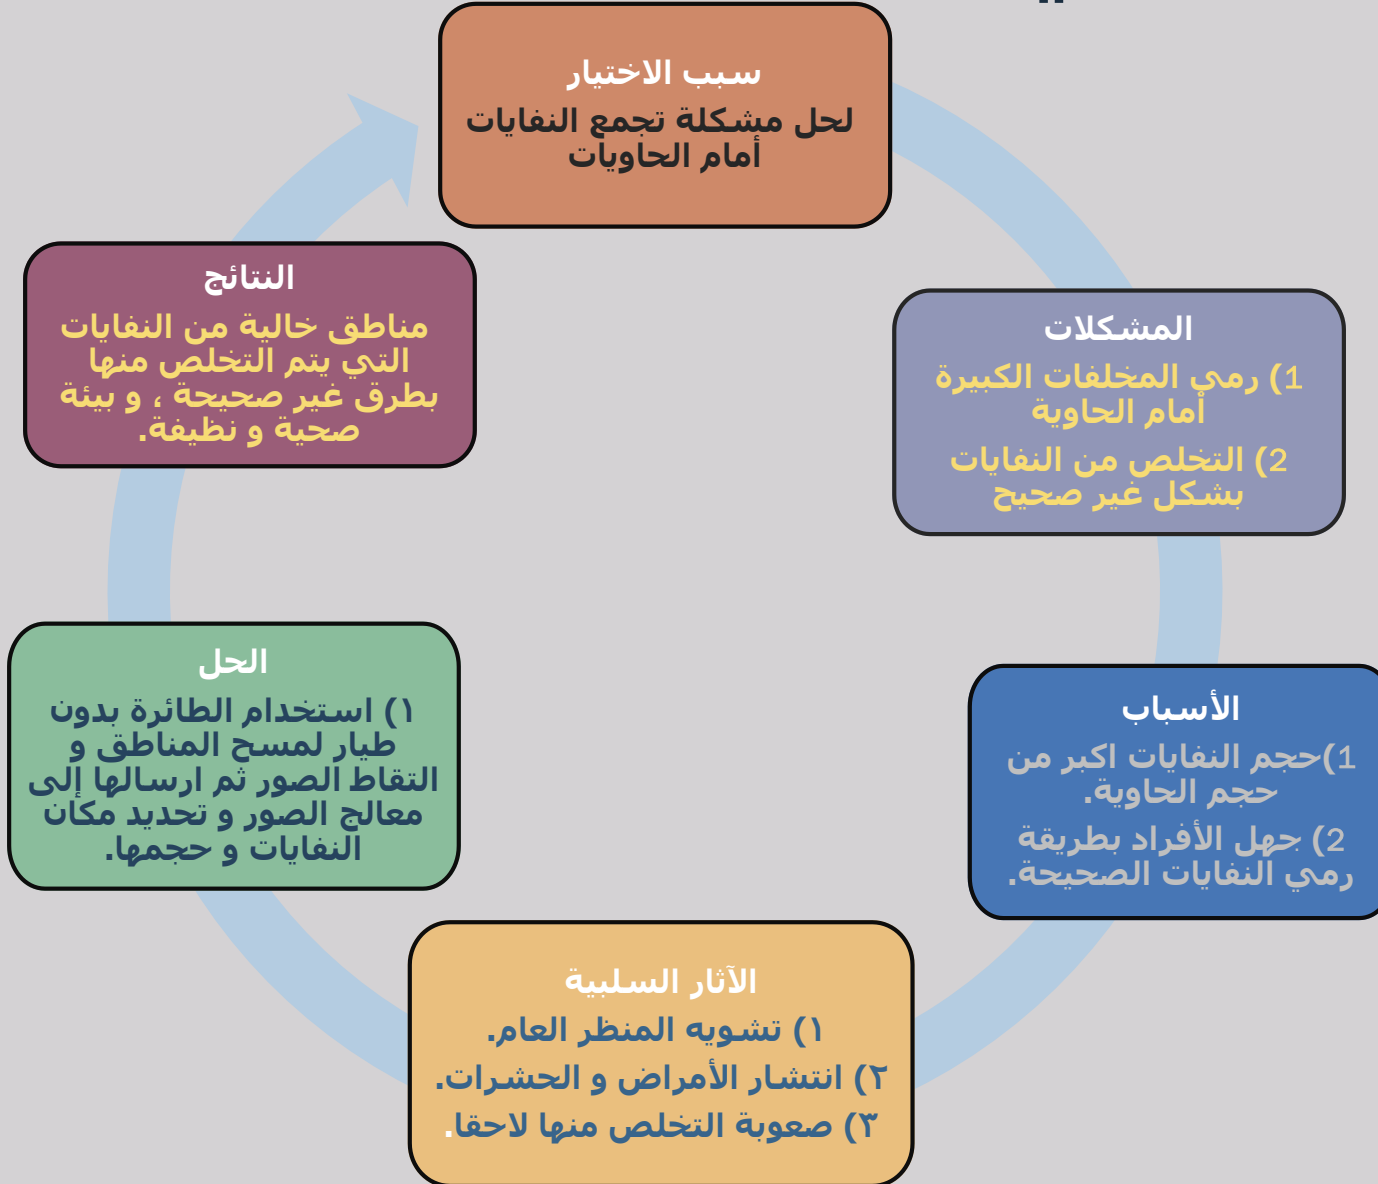 سبب الاختيار
لحل مشكلة تجمع النفايات
أمام الحاويات
المشكلات
1) رمي المخلفات الكبيرة
أمام الحاوية
2) التخلص من النفايات
بشكل غير صحيح
الأسباب
1)حجم النفايات اكبر من
حجم الحاوية.
2) جهل الأفراد بطريقة
رمي النفايات الصحيحة.
الآثار السلبية
١) تشويه المنظر العام.
٢) انتشار الأمراض و الحشرات.
٣) صعوبة التخلص منها لاحقا.
الحل
١) استخدام الطائرة بدون
طيار لمسح المناطق و
التقاط الصور ثم ارسالها إلى
معالج الصور و تحديد مكان
النفايات و حجمها.
النتائج
مناطق خالية من النفايات
التي يتم التخلص منها
بطرق غير صحيحة ، و بيئة
صحية و نظيفة.